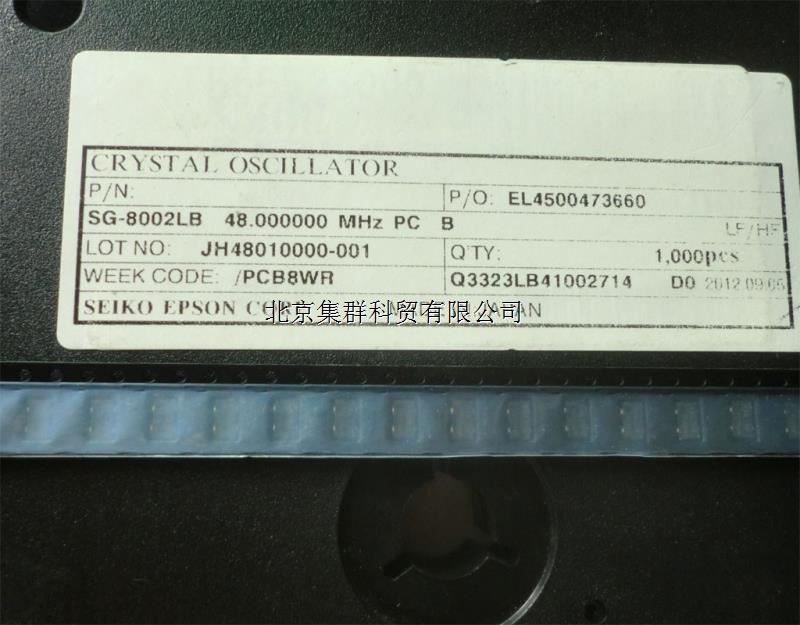 CRYSTAL OSCILLATOR
P/N: P/O: EL4500473660
SG-8002LB 48.000000 MHz PC B LF/HF
LOT NO: JH48010000-001 Q'TY: 1,000pcs
WEEK CODE: /PCB8WR Q3323LB41002714 D0 2012.09.05
SEIKO EPSON COR JAPAN
北京集群科贸有限公司